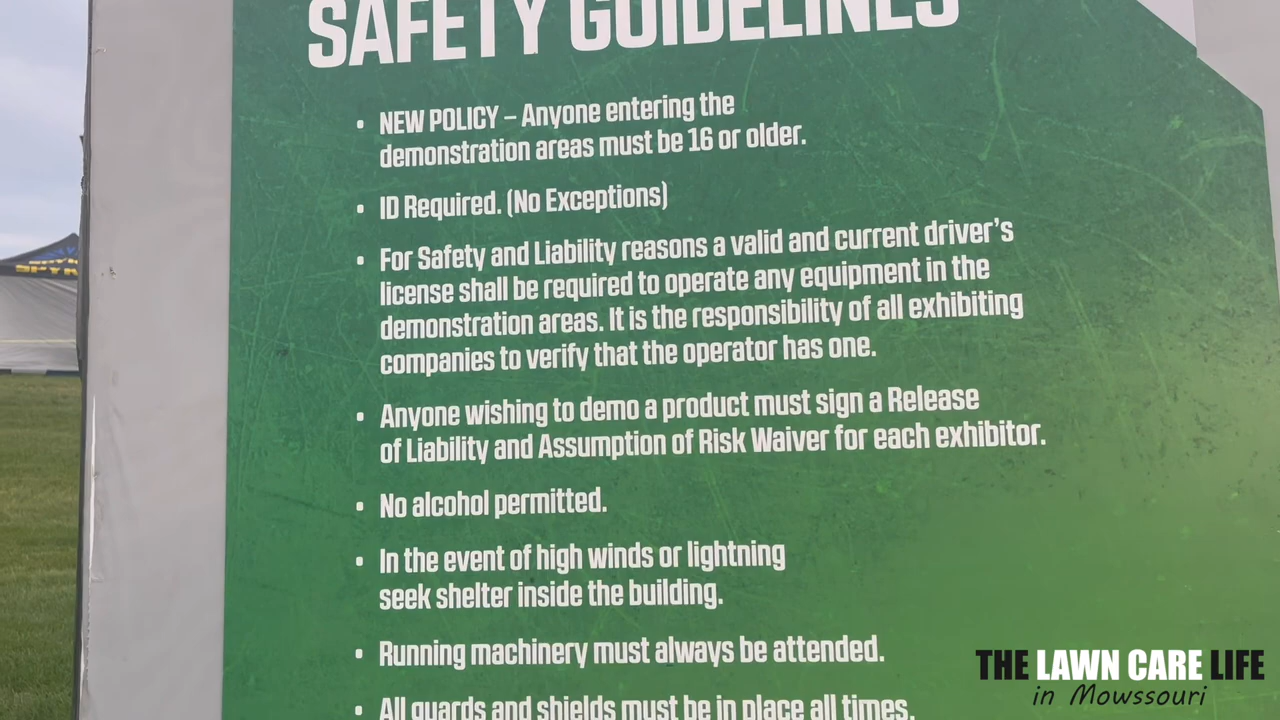 SAFETY GUIDELINES
• NEW POLICY – Anyone entering the
demonstration areas must be 16 or older.
• ID Required. (No Exceptions)
• For Safety and Liability reasons a valid and current driver's
license shall be required to operate any equipment in the
demonstration areas. It is the responsibility of all exhibiting
companies to verify that the operator has one.
• Anyone wishing to demo a product must sign a Release
of Liability and Assumption of Risk Waiver for each exhibitor.
• No alcohol permitted.
• In the event of high winds or lightning
seek shelter inside the building.
• Running machinery must always be attended.
• All guards and shields must be in place all times.
THE LAWN CARE LIFE
in Mowssouri